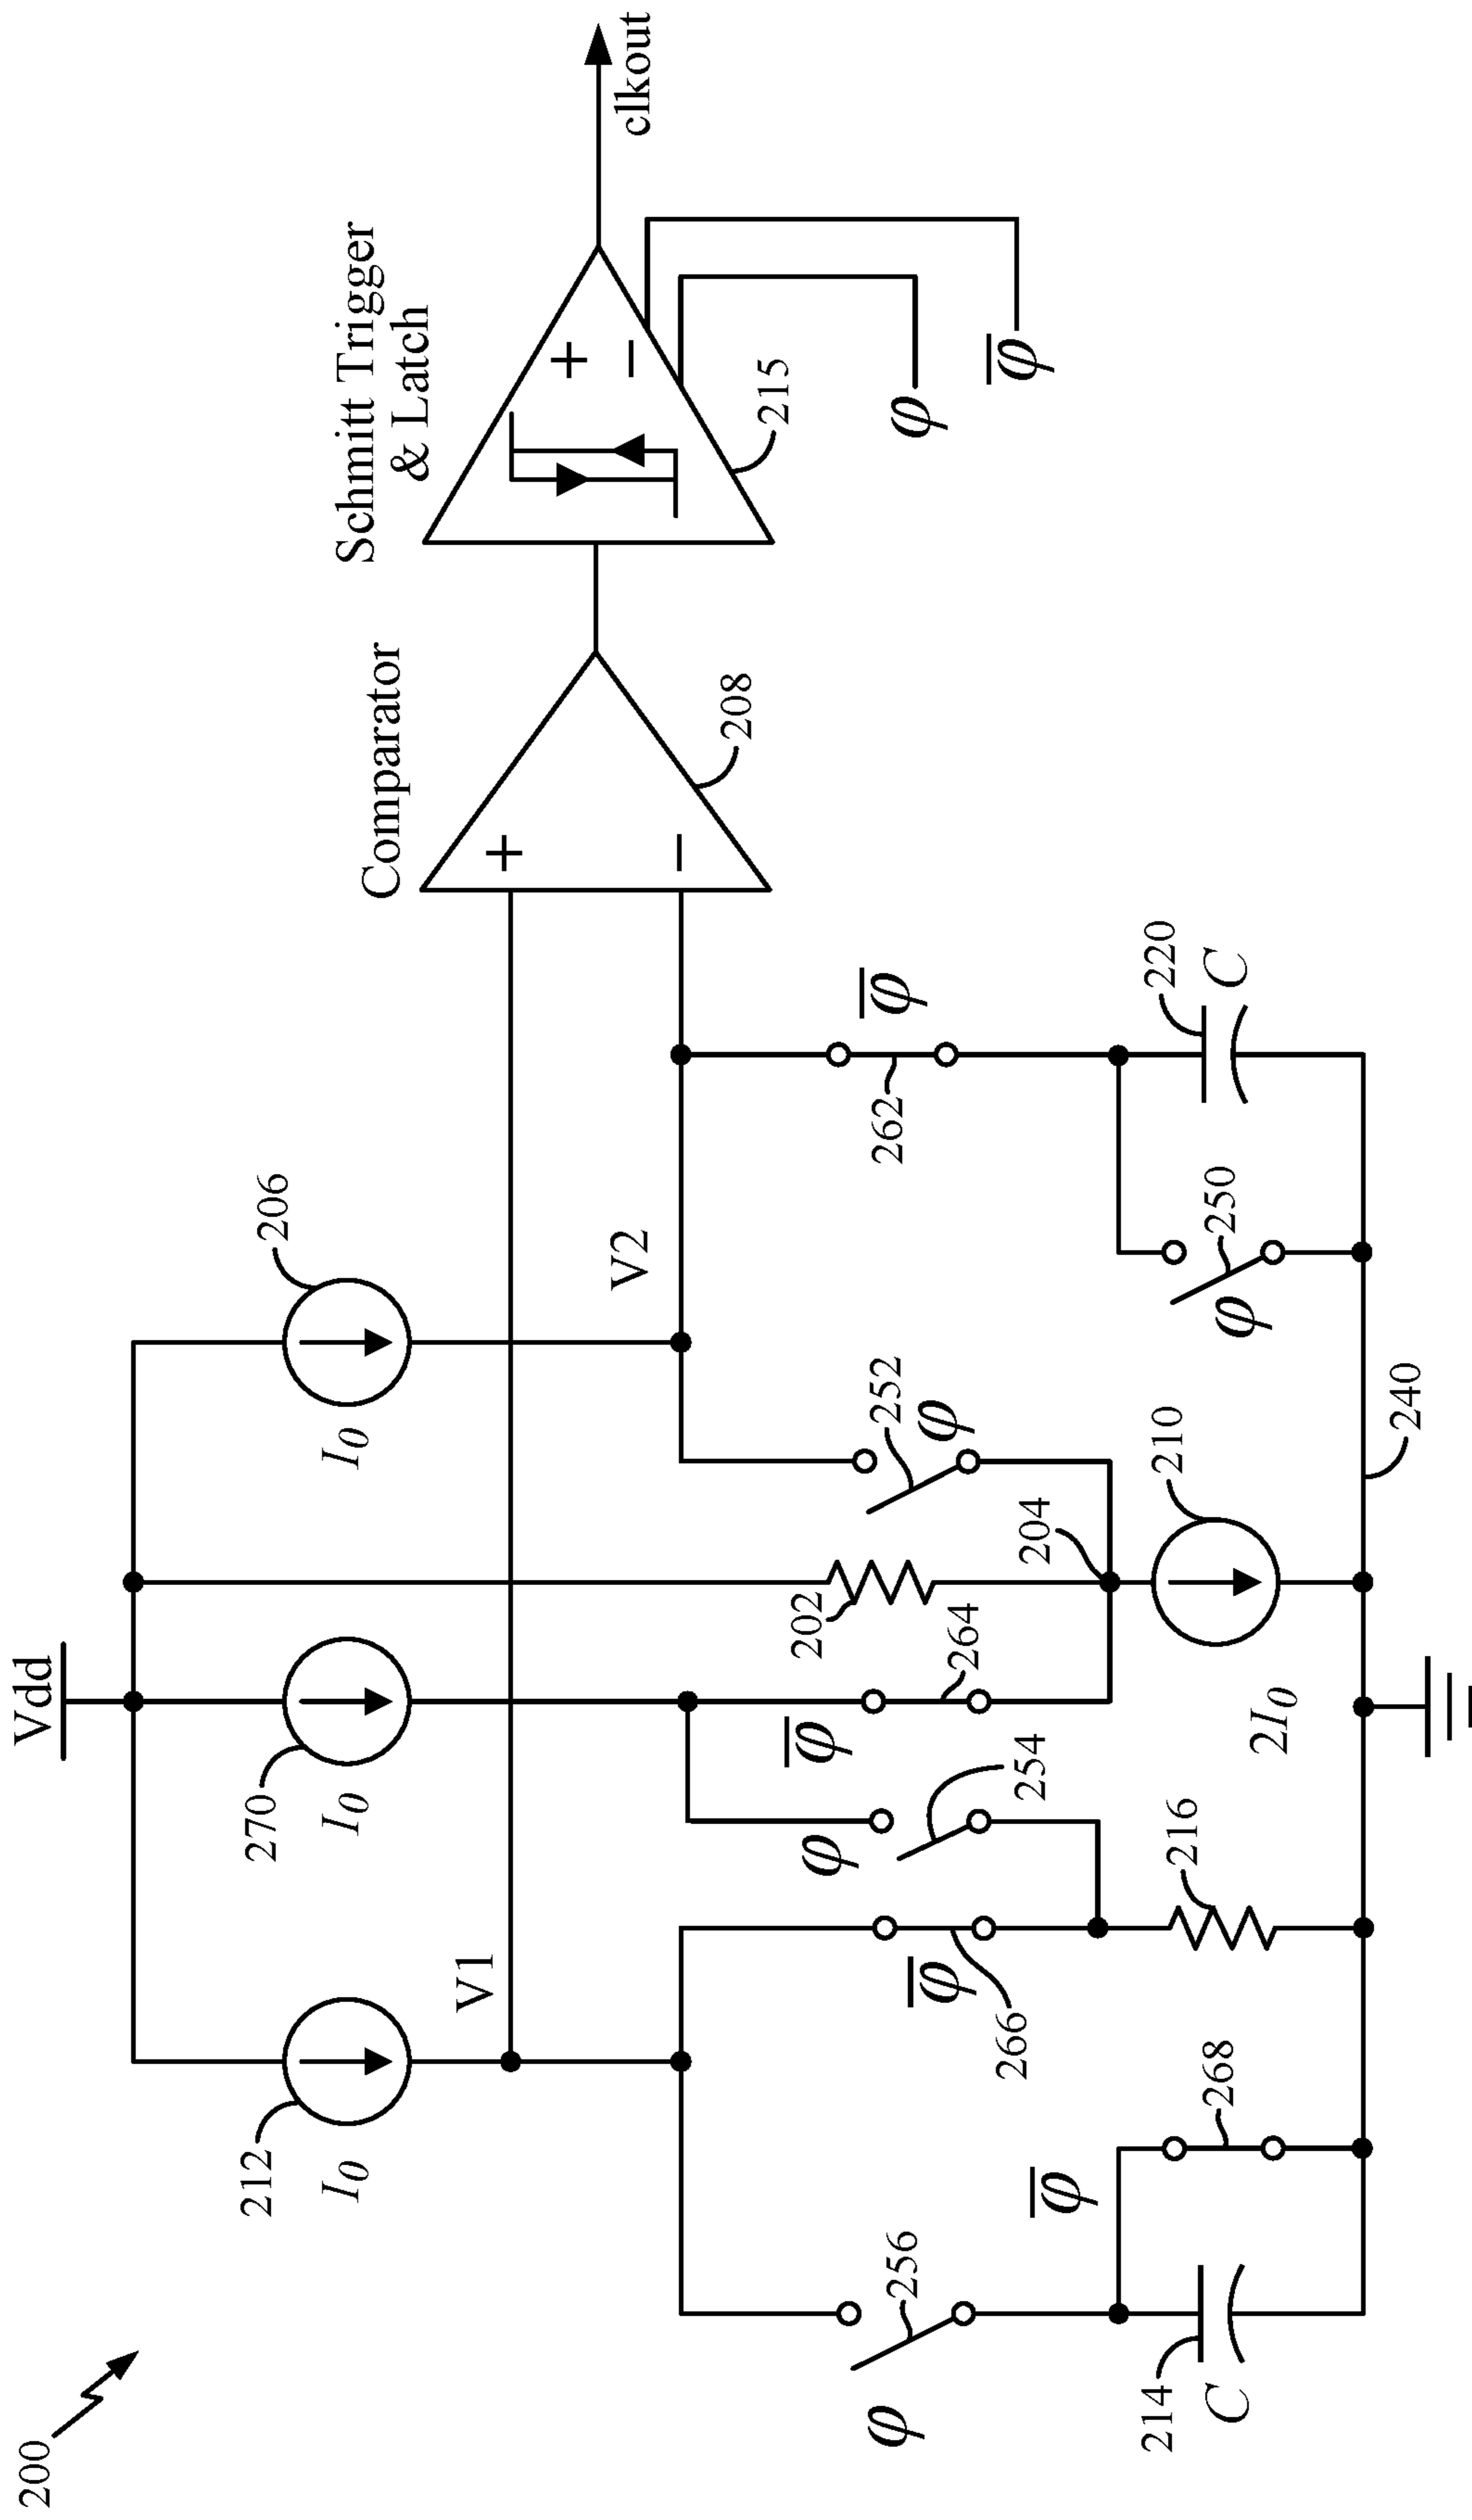 200
Vdd
212
I0
270
I0
206
I0
V1
V2
Comparator
+
−
208
Schmitt Trigger
& Latch
+
−
215
clkout
φ
φ̅
φ
256
φ̅
266
φ
254
φ̅
264
202
252
φ
204
262
φ̅
214
C
φ̅
268
216
2I0
210
φ
250
220
C
240